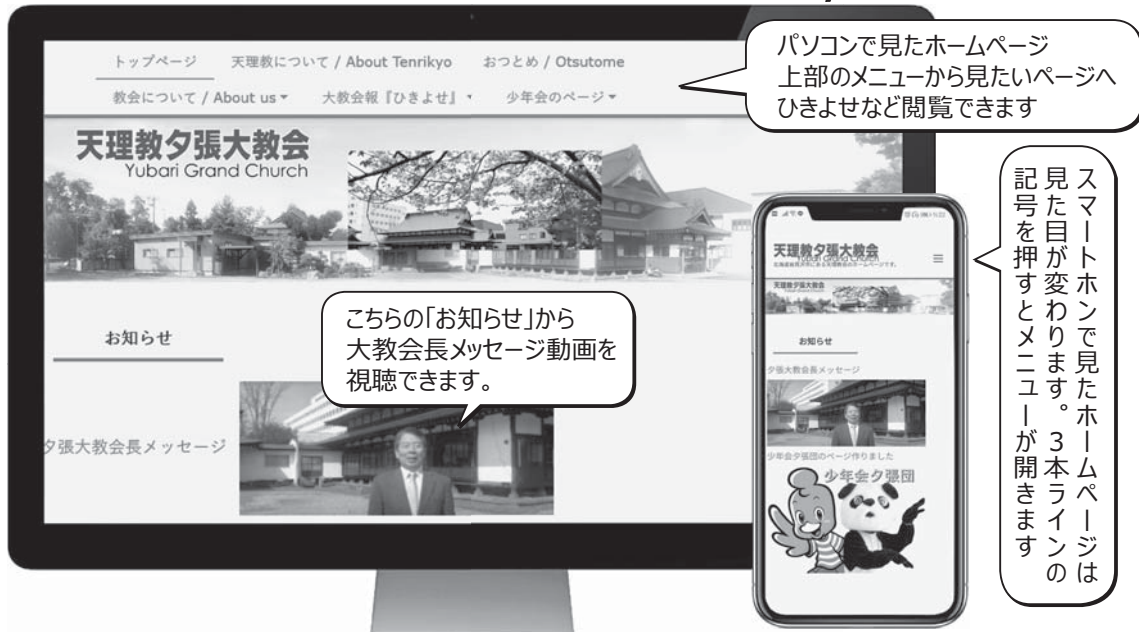 トップページ 天理教について / About Tenrikyo おつとめ / Otsutome
教会について / About us ▾ 大教会報『ひきよせ』 ▾ 少年会のページ ▾
天理教夕張大教会
Yubari Grand Church
パソコンで見たホームページ
上部のメニューから見たいページへ
ひきよせなど閲覧できます
お知らせ
こちらの「お知らせ」から
大教会長メッセージ動画を
視聴できます。
夕張大教会長メッセージ
スマートホンで見たホームページは
見た目が変わります。3本ラインの
記号を押すとメニューが開きます
天理教夕張大教会
Yubari Grand Church
天理教夕張大教会
お知らせ
夕張大教会長メッセージ
少年会夕張団のページ作りました
少年会夕張団